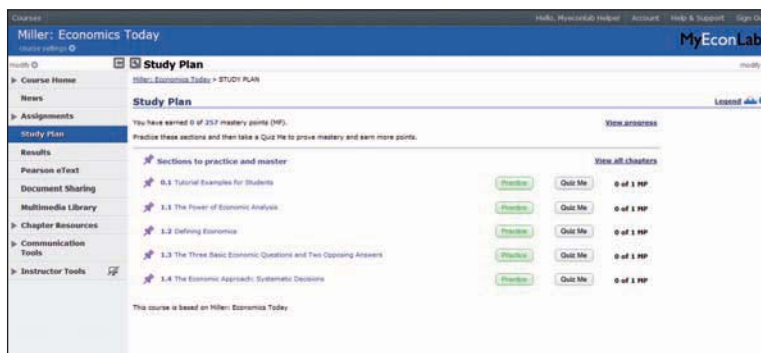 Courses Hello, Myeconlab Helper Account Help & Support Sign O
Miller: Economics Today
course settings
MyEconLab
modify
Study Plan
modify
Course Home
Miller: Economics Today > STUDY PLAN
News
Study Plan
Legend
Assignments
You have earned 0 of 257 mastery points (MP).
View progress
Study Plan
Practice these sections and then take a Quiz Me to prove mastery and earn more points.
Results
Sections to practice and master
View all chapters
Pearson eText
0.1 Tutorial Examples for Students Practice Quiz Me 0 of 1 MP
Document Sharing
Multimedia Library
1.1 The Power of Economic Analysis Practice Quiz Me 0 of 1 MP
Chapter Resources
1.2 Defining Economics Practice Quiz Me 0 of 1 MP
Communication
Tools
1.3 The Three Basic Economic Questions and Two Opposing Answers Practice Quiz Me 0 of 1 MP
Instructor Tools
1.4 The Economic Approach: Systematic Decisions Practice Quiz Me 0 of 1 MP
This course is based on Miller: Economics Today